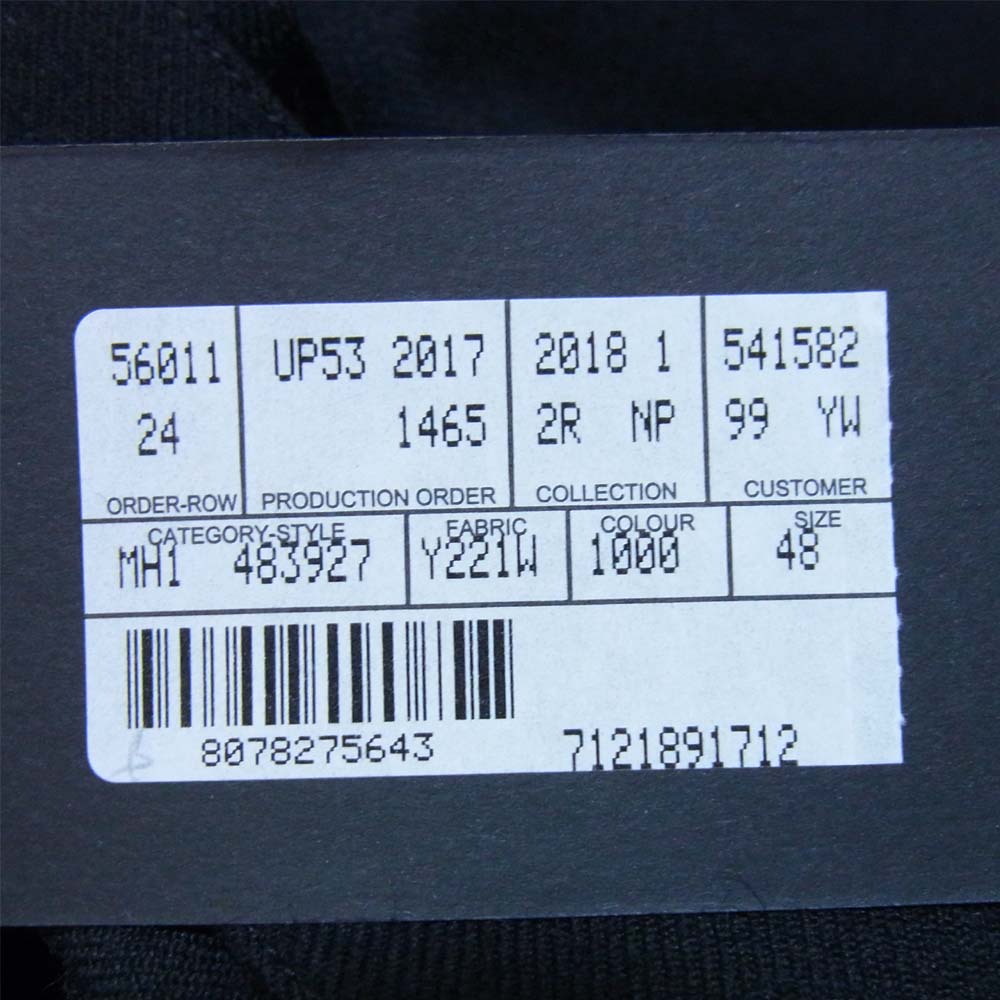 56011 UP53 2017 2018 1 541582
24 1465 2R NP 99 YW
ORDER-ROW PRODUCTION ORDER COLLECTION CUSTOMER
CATEGORY-STYLE FABRIC COLOUR SIZE
MH1 483927 Y221W 1000 48
8078275643 7121891712